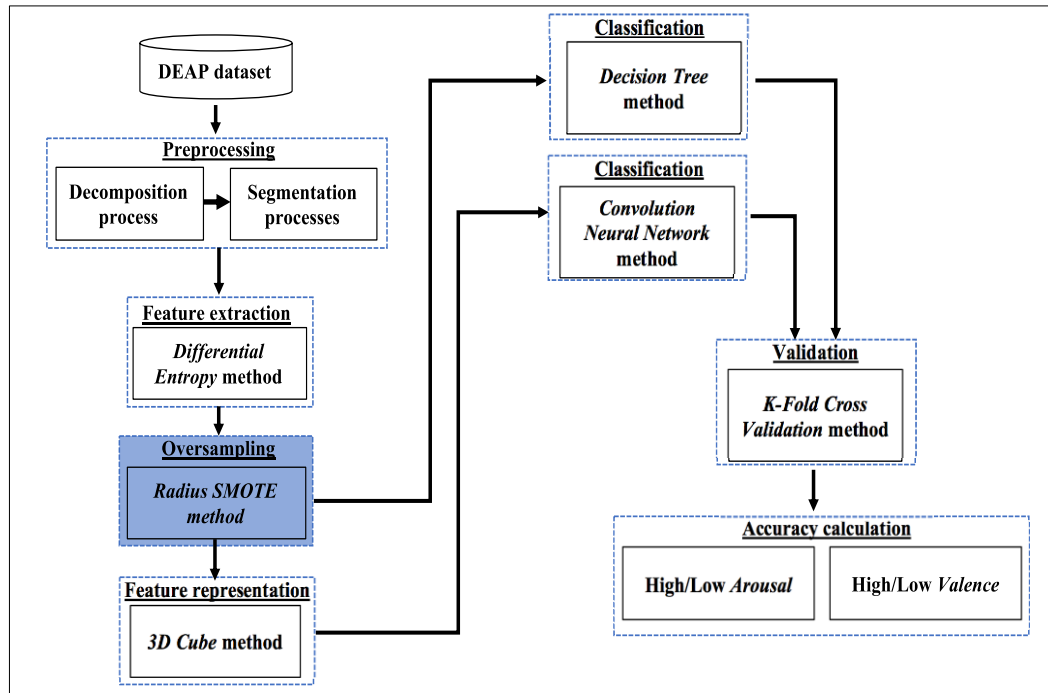 DEAP dataset
Preprocessing
Decomposition
process
Segmentation
processes
Feature extraction
Differential
Entropy method
Oversampling
Radius SMOTE
method
Feature representation
3D Cube method
Classification
Decision Tree
method
Classification
Convolution
Neural Network
method
Validation
K-Fold Cross
Validation method
Accuracy calculation
High/Low Arousal
High/Low Valence